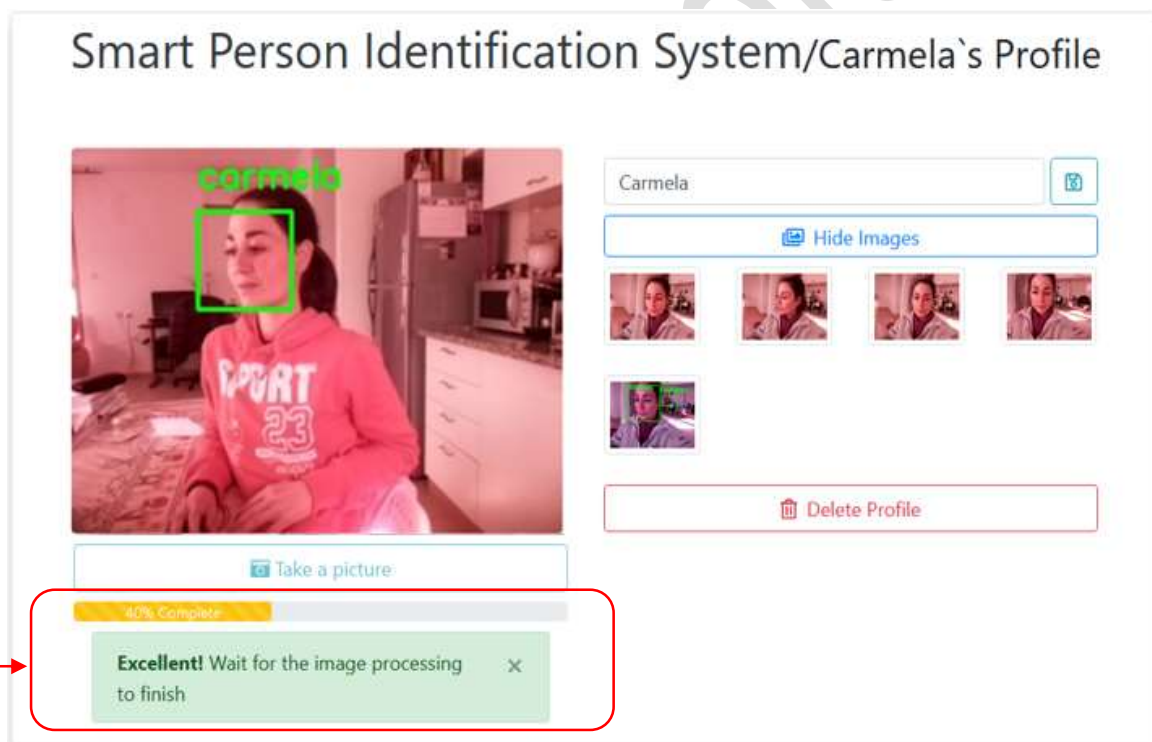 Smart Person Identification System/Carmela`s Profile
carmela
SPORT
23
Carmela
Hide Images
Delete Profile
Take a picture
40% Complete
Excellent! Wait for the image processing
to finish
×